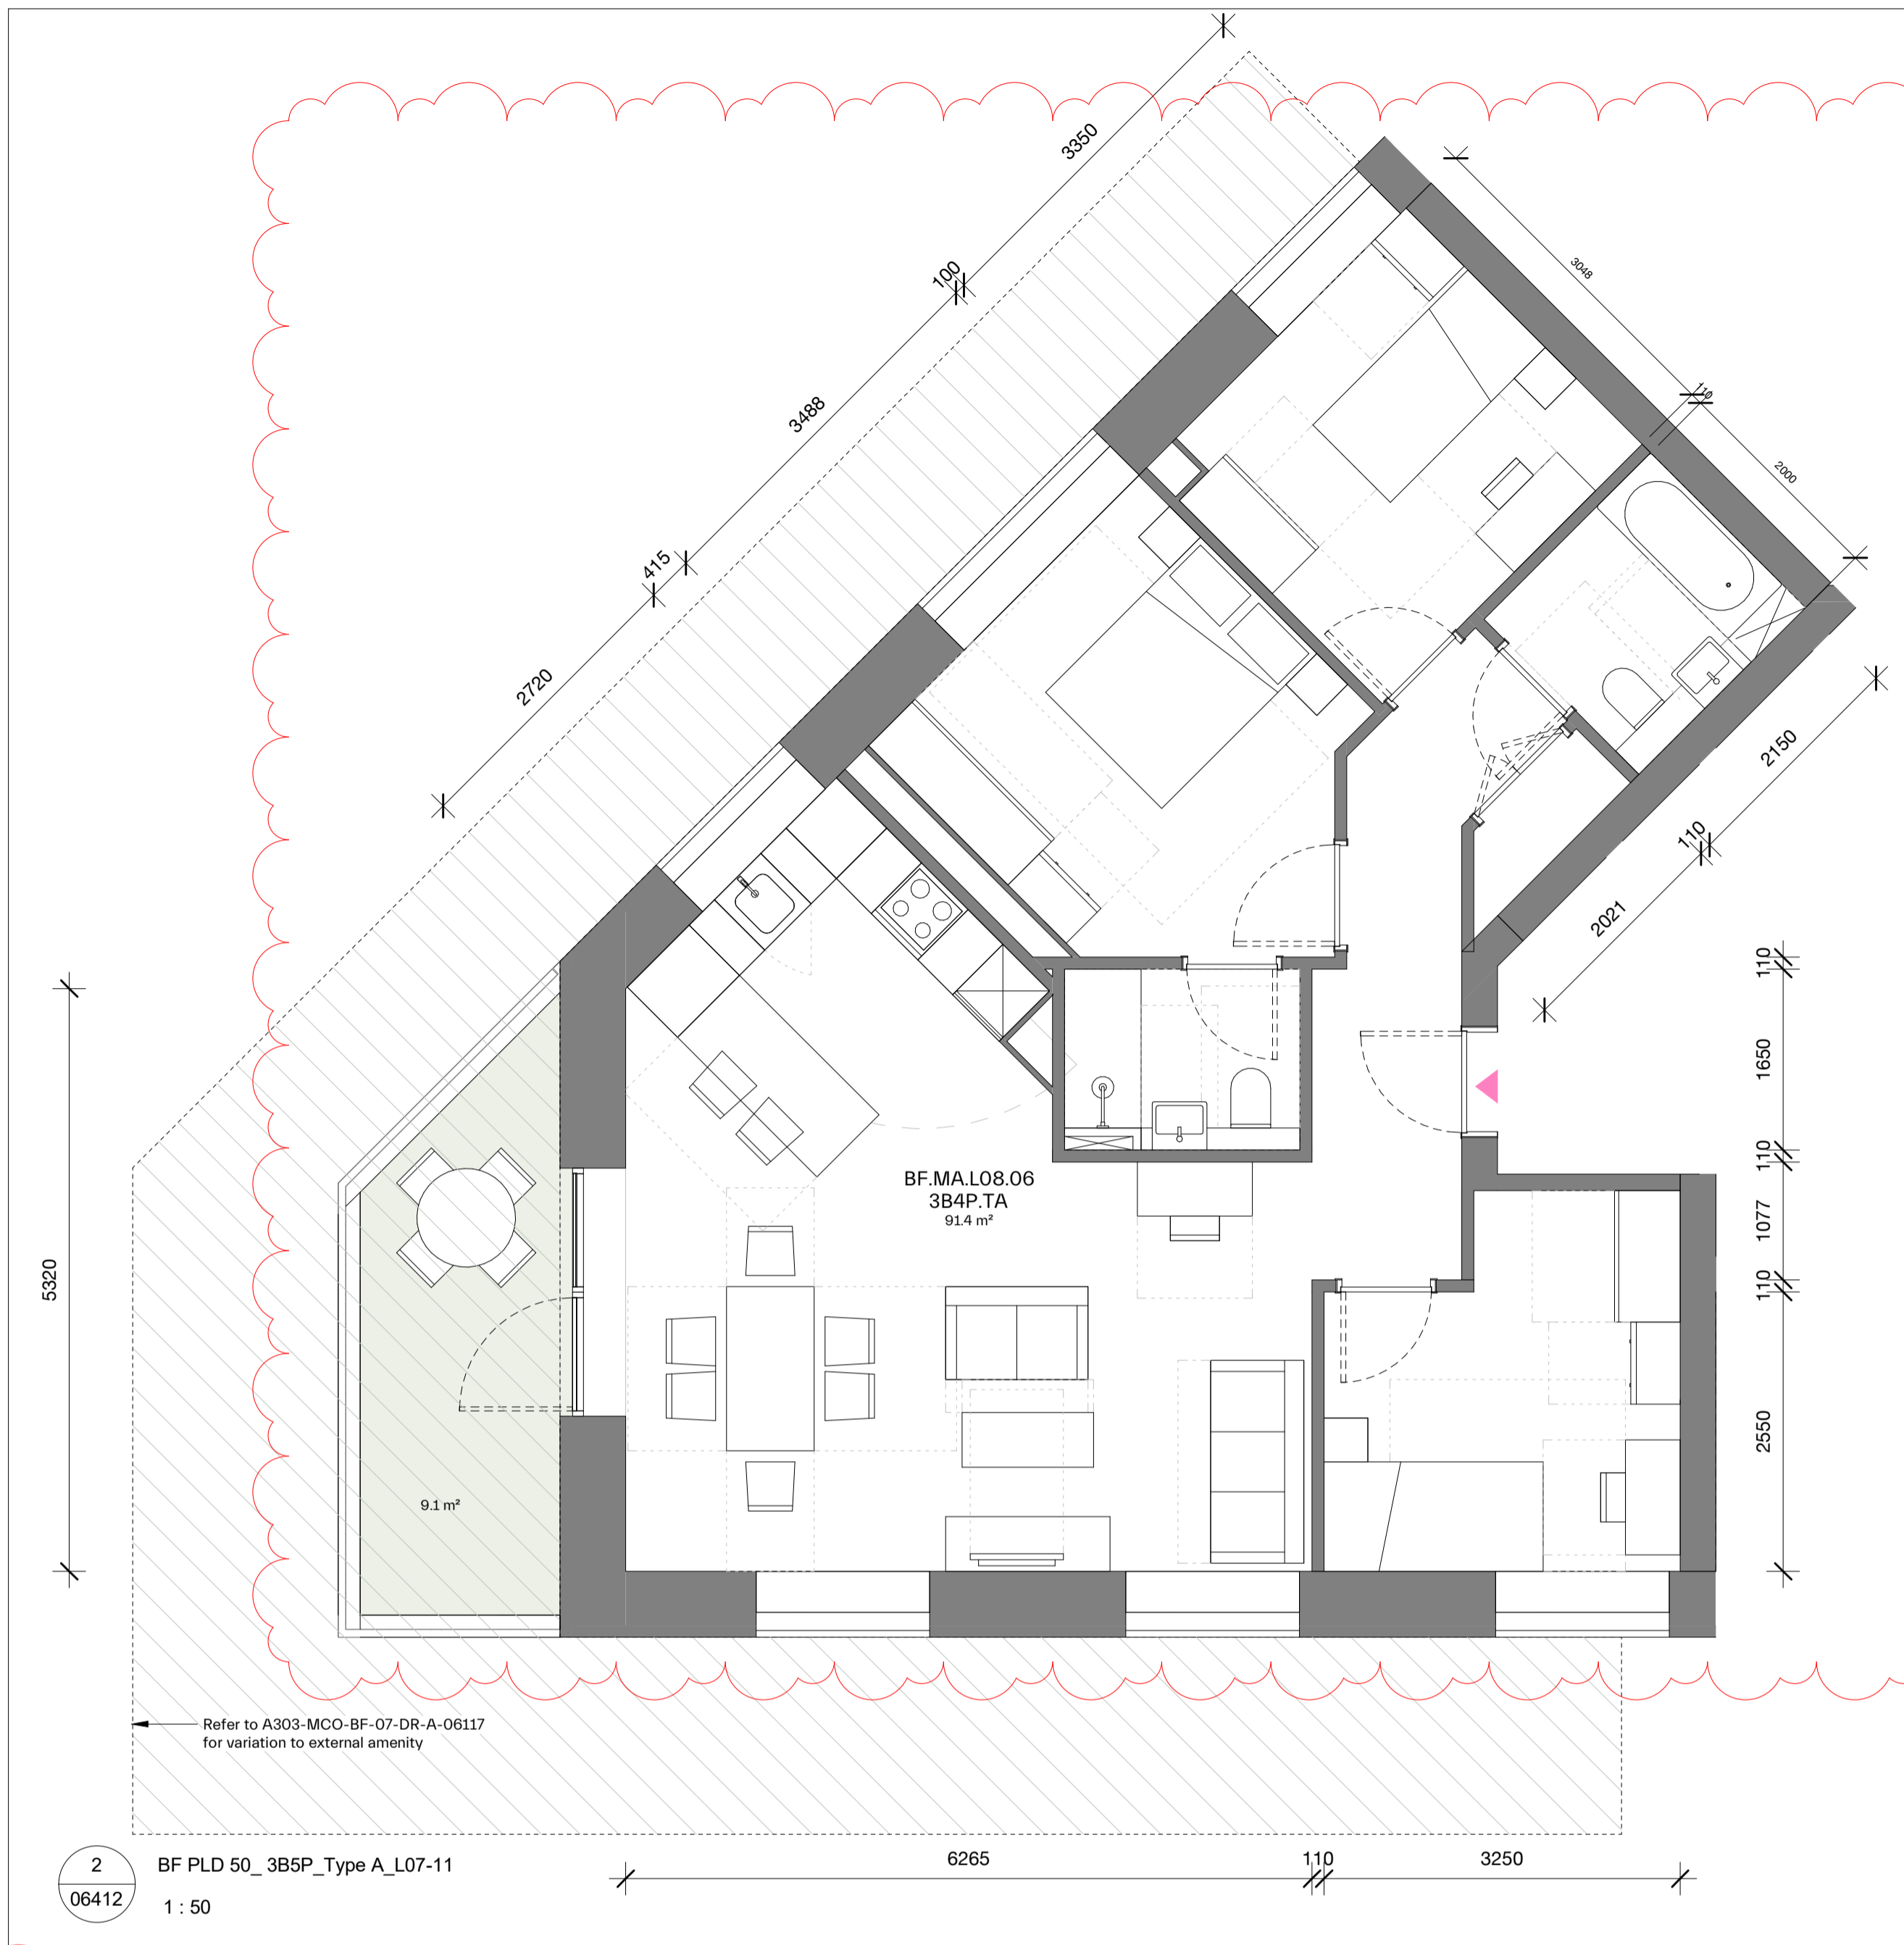 3350
100
3488
415
2720
3048
110
2000
2150
110
2021
110
1650
110
1077
110
2550
5320
BF.MA.L08.06
3B4P.TA
91.4 m²
9.1 m²
Refer to A303-MCO-BF-07-DR-A-06117
for variation to external amenity
2
06412
BF PLD 50_ 3B5P_Type A_L07-11
1 : 50
6265
110
3250